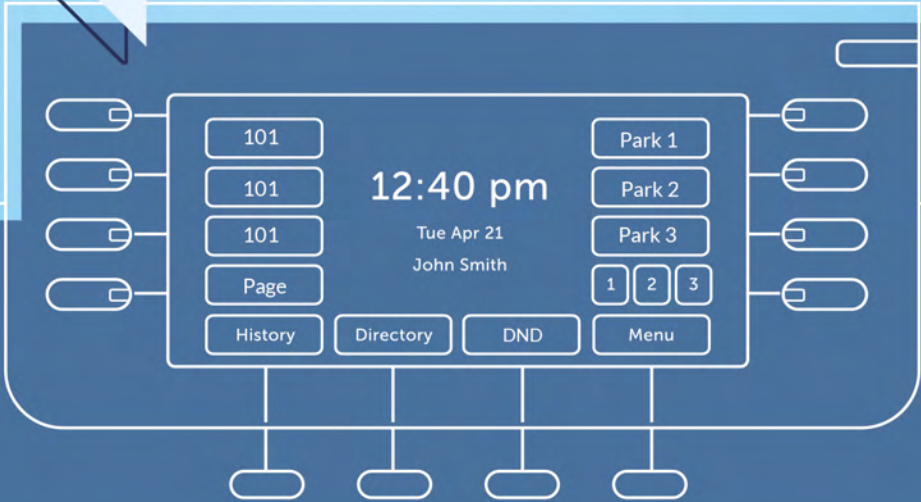 101
Park 1
101
12:40 pm
Park 2
101
Tue Apr 21
Park 3
John Smith
Page
1 2 3
History Directory DND Menu